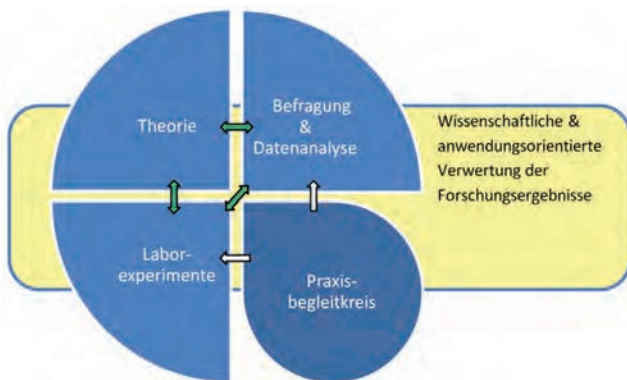 Theorie
Befragung
&
Datenanalyse
Wissenschaftliche &
anwendungsorientierte
Verwertung der
Forschungsergebnisse
Labor-
experimente
Praxis-
begleitkreis